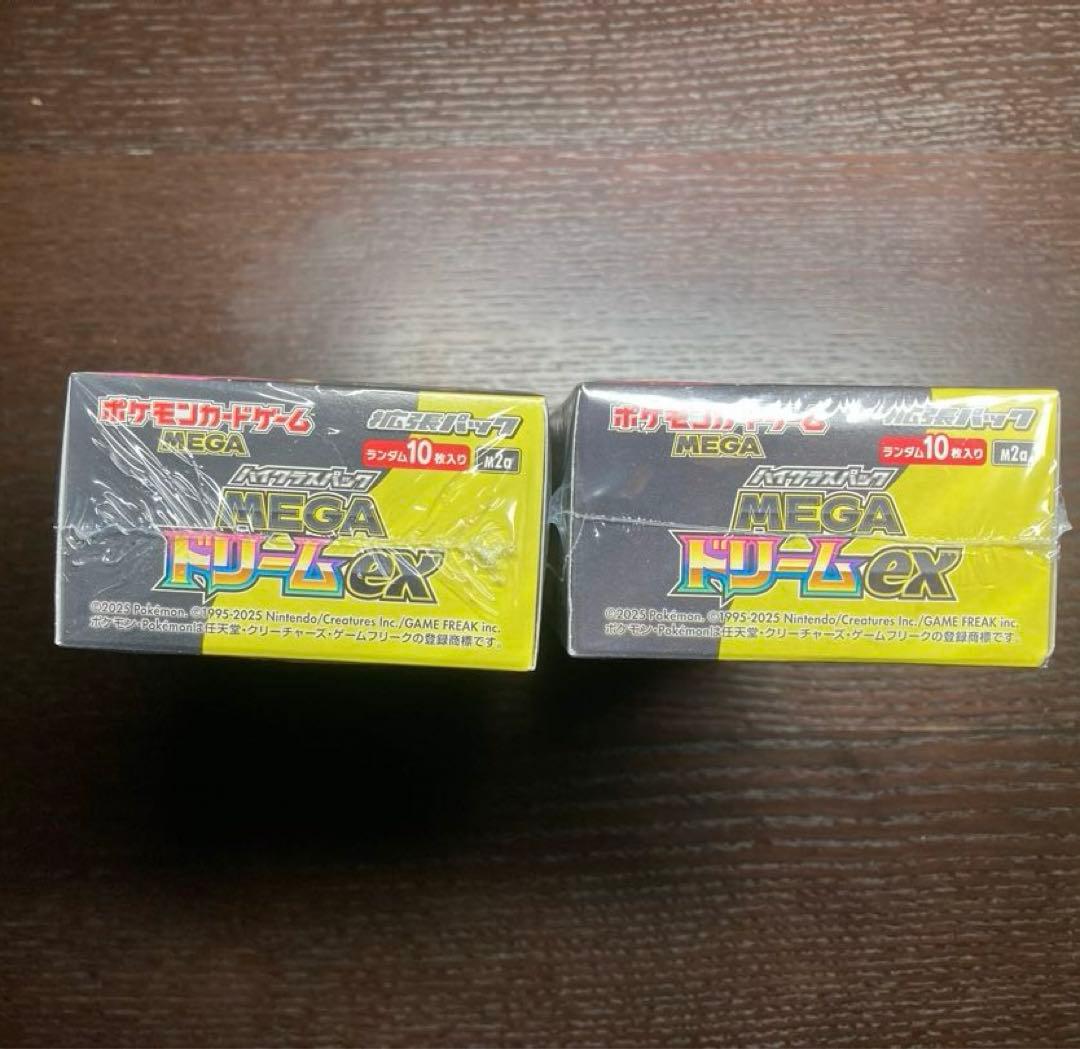 ポケモンカードゲーム
MEGA
拡張パック
ランダム10枚入り
M2a
ハイクラスパック
MEGA
ドリームex
©2025 Pokémon. ©1995-2025 Nintendo/Creatures Inc./GAME FREAK inc.
ポケモン・Pokémonは任天堂・クリーチャーズ・ゲームフリークの登録商標です。
ポケモンカードゲーム
MEGA
拡張パック
ランダム10枚入り
M2a
ハイクラスパック
MEGA
ドリームex
©2025 Pokémon. ©1995-2025 Nintendo/Creatures Inc./GAME FREAK inc.
ポケモン・Pokémonは任天堂・クリーチャーズ・ゲームフリークの登録商標です。